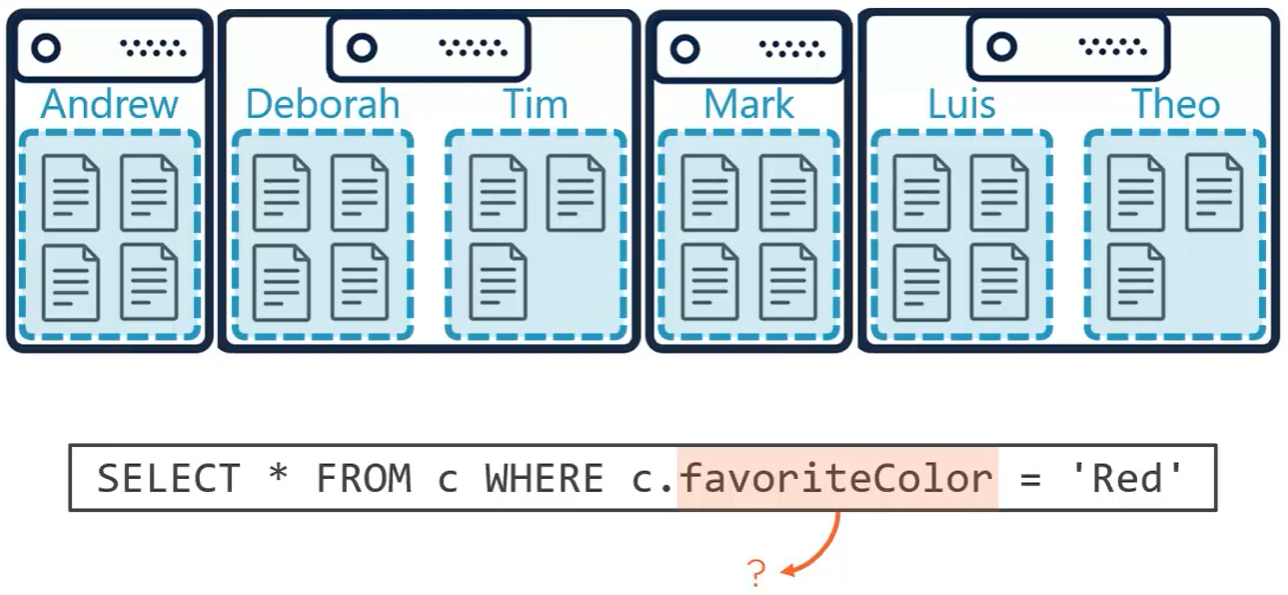 Andrew Deborah Tim Mark Luis Theo
SELECT * FROM c WHERE c.favoriteColor = 'Red'
?